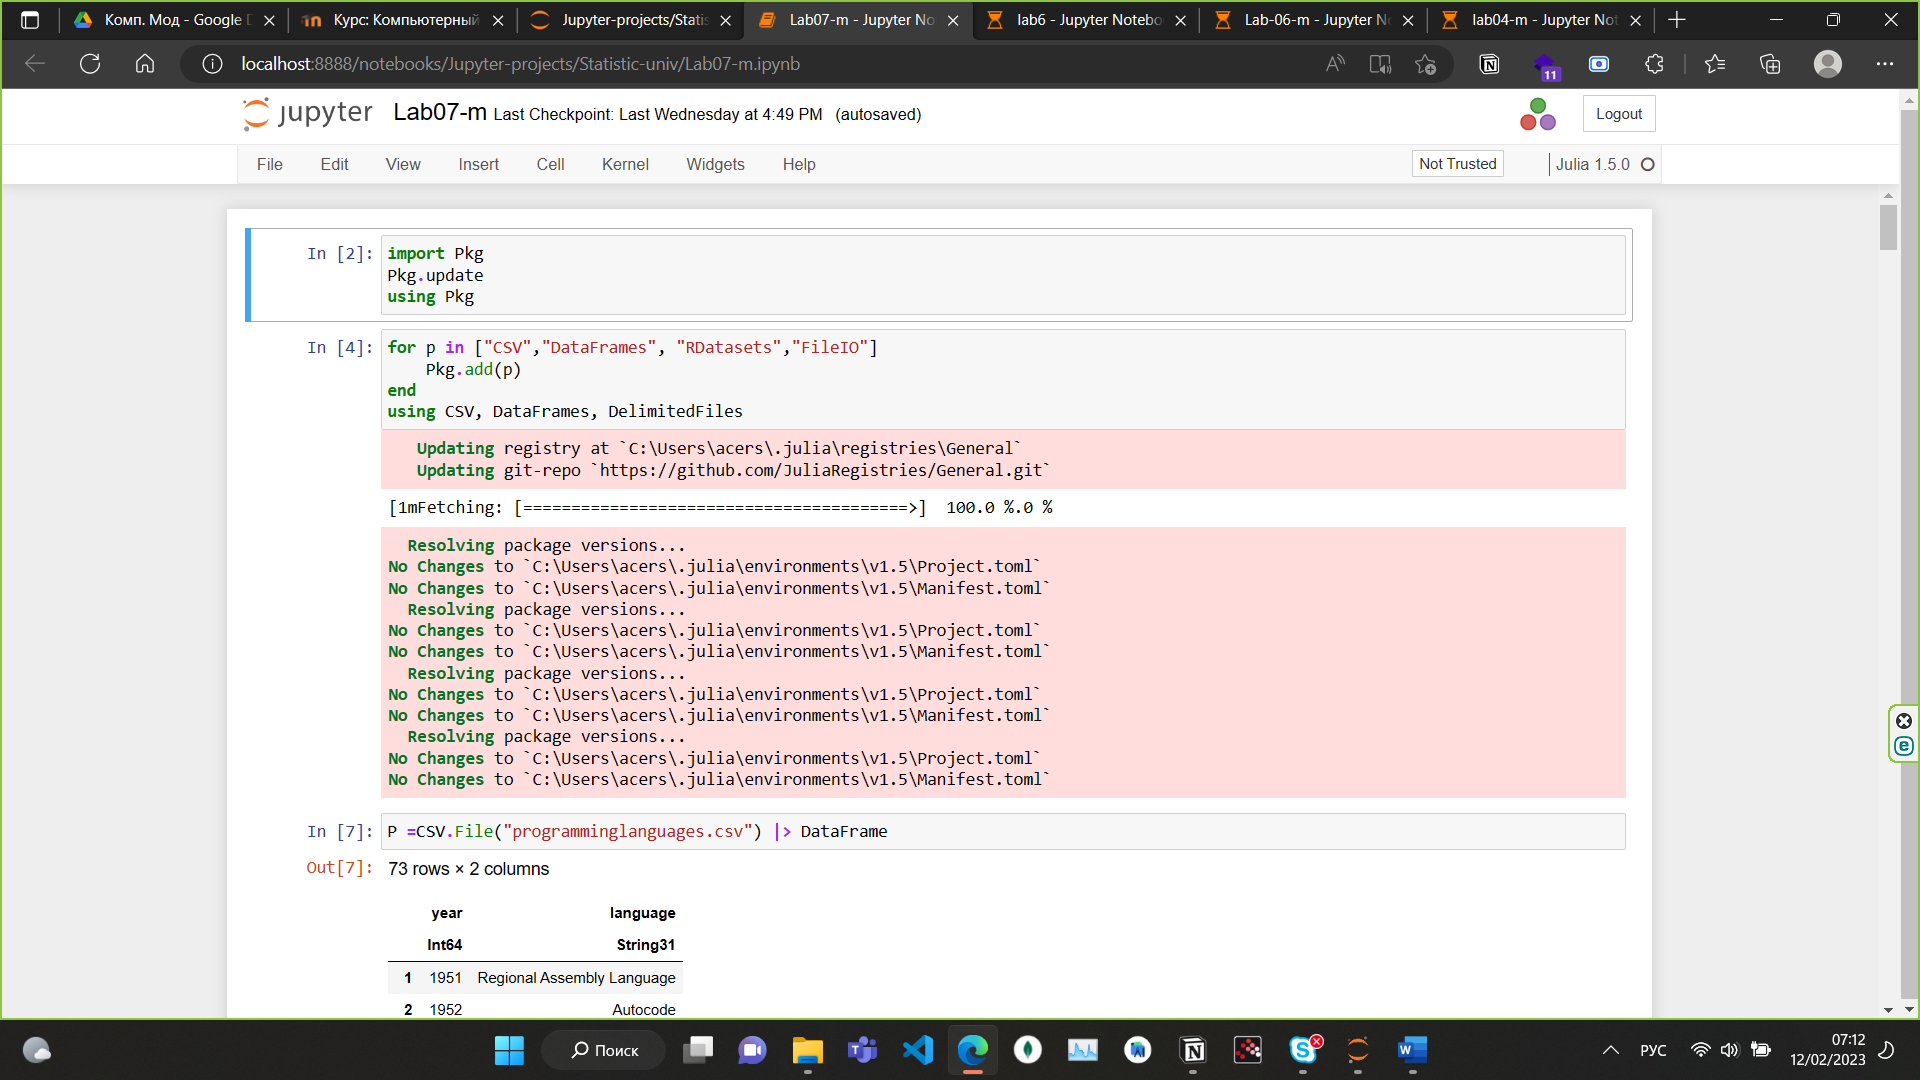 Комп. Мод - Google D
Курс: Компьютерный
Jupyter-projects/Statis
Lab07-m - Jupyter No
lab6 - Jupyter Notebo
Lab-06-m - Jupyter N
lab04-m - Jupyter Not
localhost:8888/notebooks/Jupyter-projects/Statistic-univ/Lab07-m.ipynb
11
jupyter Lab07-m Last Checkpoint: Last Wednesday at 4:49 PM (autosaved)
Logout
File Edit View Insert Cell Kernel Widgets Help
Not Trusted
Julia 1.5.0
In [2]: import Pkg
Pkg.update
using Pkg
In [4]: for p in ["CSV","DataFrames", "RDatasets","FileIO"]
Pkg.add(p)
end
using CSV, DataFrames, DelimitedFiles
Updating registry at `C:\Users\acers\.julia\registries\General`
Updating git-repo `https://github.com/JuliaRegistries/General.git`
[1mFetching: [========================================>]  100.0 %.0 %
Resolving package versions...
No Changes to `C:\Users\acers\.julia\environments\v1.5\Project.toml`
No Changes to `C:\Users\acers\.julia\environments\v1.5\Manifest.toml`
Resolving package versions...
No Changes to `C:\Users\acers\.julia\environments\v1.5\Project.toml`
No Changes to `C:\Users\acers\.julia\environments\v1.5\Manifest.toml`
Resolving package versions...
No Changes to `C:\Users\acers\.julia\environments\v1.5\Project.toml`
No Changes to `C:\Users\acers\.julia\environments\v1.5\Manifest.toml`
Resolving package versions...
No Changes to `C:\Users\acers\.julia\environments\v1.5\Project.toml`
No Changes to `C:\Users\acers\.julia\environments\v1.5\Manifest.toml`
In [7]: P =CSV.File("programminglanguages.csv") |> DataFrame
Out[7]: 73 rows × 2 columns
year language
Int64 String31
1 1951 Regional Assembly Language
2 1952 Autocode
Поиск
РУС
07:12
12/02/2023